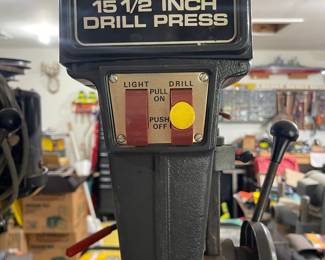 15 1/2 INCH
DRILL PRESS
LIGHT DRILL
PULL
ON
PUSH
OFF